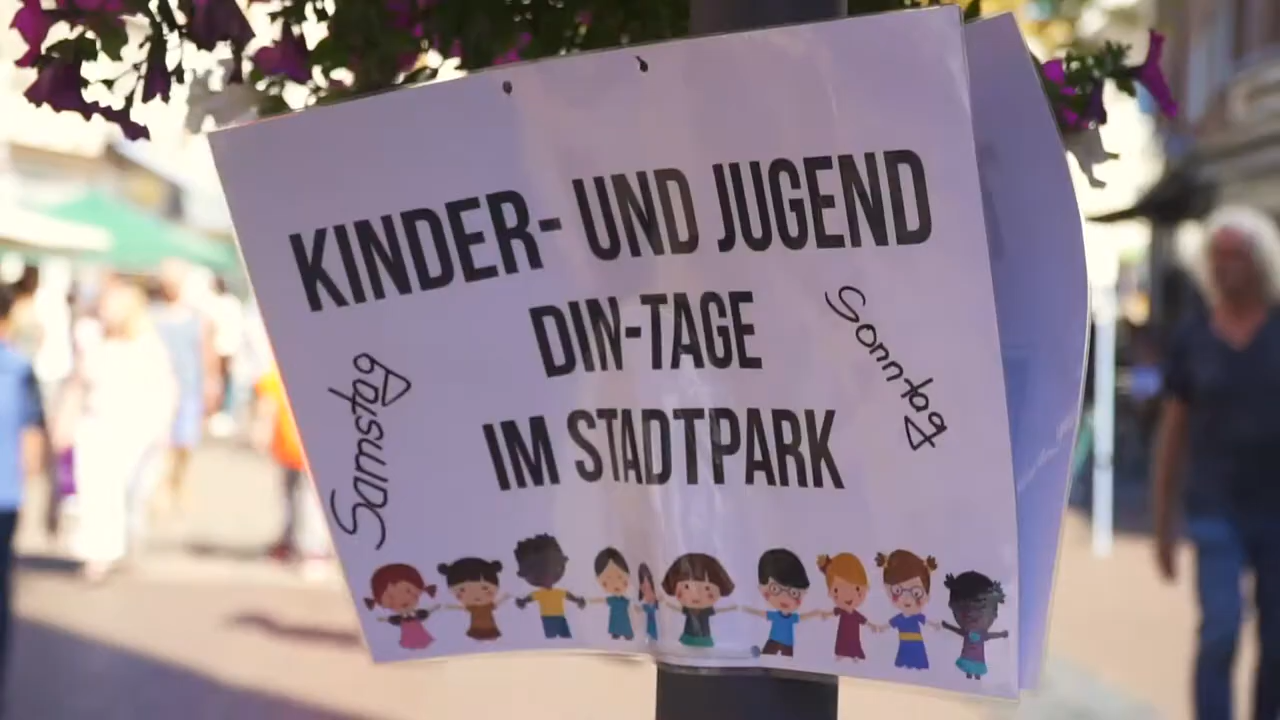 KINDER- UND JUGEND
DIN-TAGE
IM STADTPARK
Samstag
Sonntag